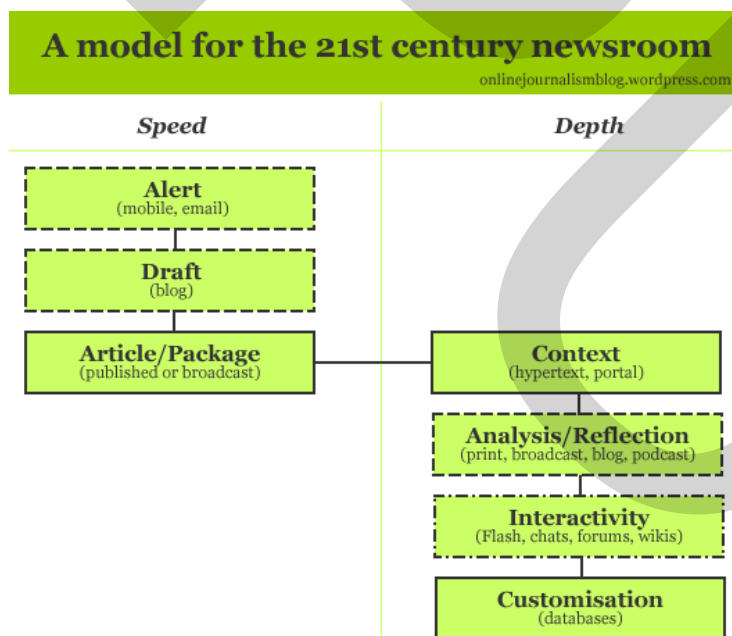 A model for the 21st century newsroom
onlinejournalismblog.wordpress.com
Speed
Depth
Alert
(mobile, email)
Draft
(blog)
Article/Package
(published or broadcast)
Context
(hypertext, portal)
Analysis/Reflection
(print, broadcast, blog, podcast)
Interactivity
(Flash, chats, forums, wikis)
Customisation
(databases)